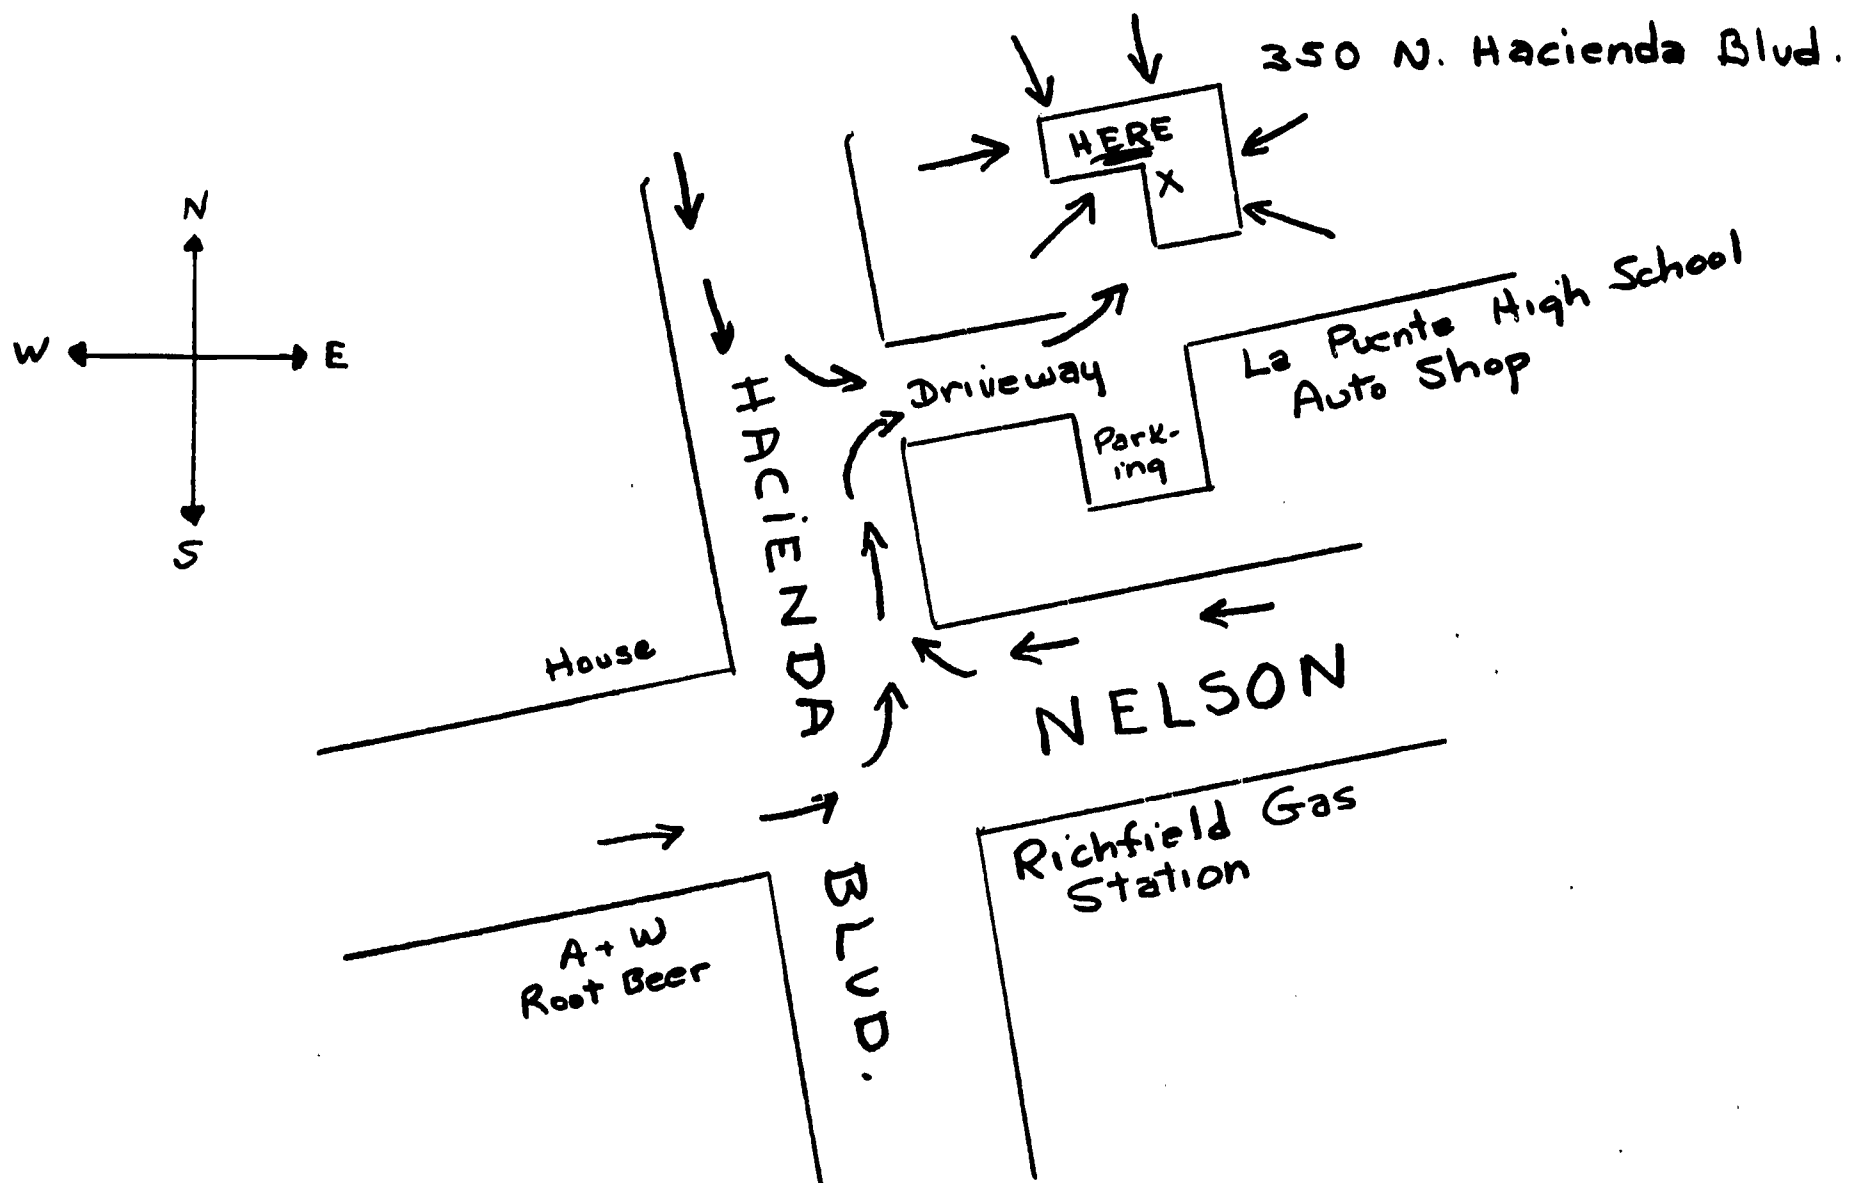 350 N. Hacienda Blvd.
HERE
X
N
W
E
S
La Puente High School
Auto Shop
Driveway
Park-
ing
HACIENDA
BLVD.
House
NELSON
Richfield Gas
Station
A + W
Root Beer